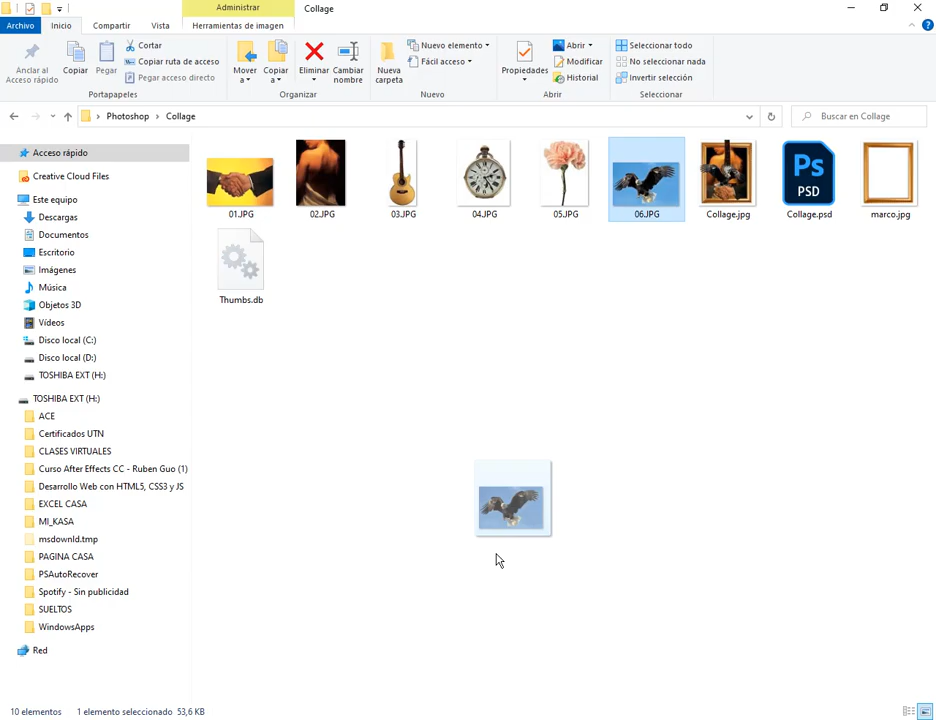 Administrar
Collage
Archivo
Inicio
Compartir
Vista
Herramientas de imagen
Anclar al
Acceso rápido
Copiar
Pegar
Cortar
Copiar ruta de acceso
Pegar acceso directo
Portapapeles
Mover
a
Copiar
a
Eliminar
Cambiar
nombre
Organizar
Nueva
carpeta
Nuevo elemento
Fácil acceso
Nuevo
Propiedades
Abrir
Modificar
Historial
Abrir
Seleccionar todo
No seleccionar nada
Invertir selección
Seleccionar
Photoshop > Collage
Buscar en Collage
Acceso rápido
Creative Cloud Files
Este equipo
Descargas
Documentos
Escritorio
Imágenes
Música
Objetos 3D
Vídeos
Disco local (C:)
Disco local (D:)
TOSHIBA EXT (H:)
TOSHIBA EXT (H:)
ACE
Certificados UTN
CLASES VIRTUALES
Curso After Effects CC - Ruben Guo (1)
Desarrollo Web con HTML5, CSS3 y JS
EXCEL CASA
MI_KASA
msdownld.tmp
PAGINA CASA
PSAutoRecover
Spotify - Sin publicidad
SUELTOS
WindowsApps
Red
01.JPG
02.JPG
03.JPG
04.JPG
05.JPG
06.JPG
Collage.jpg
Ps
PSD
Collage.psd
marco.jpg
Thumbs.db
10 elementos
1 elemento seleccionado 53,6 KB